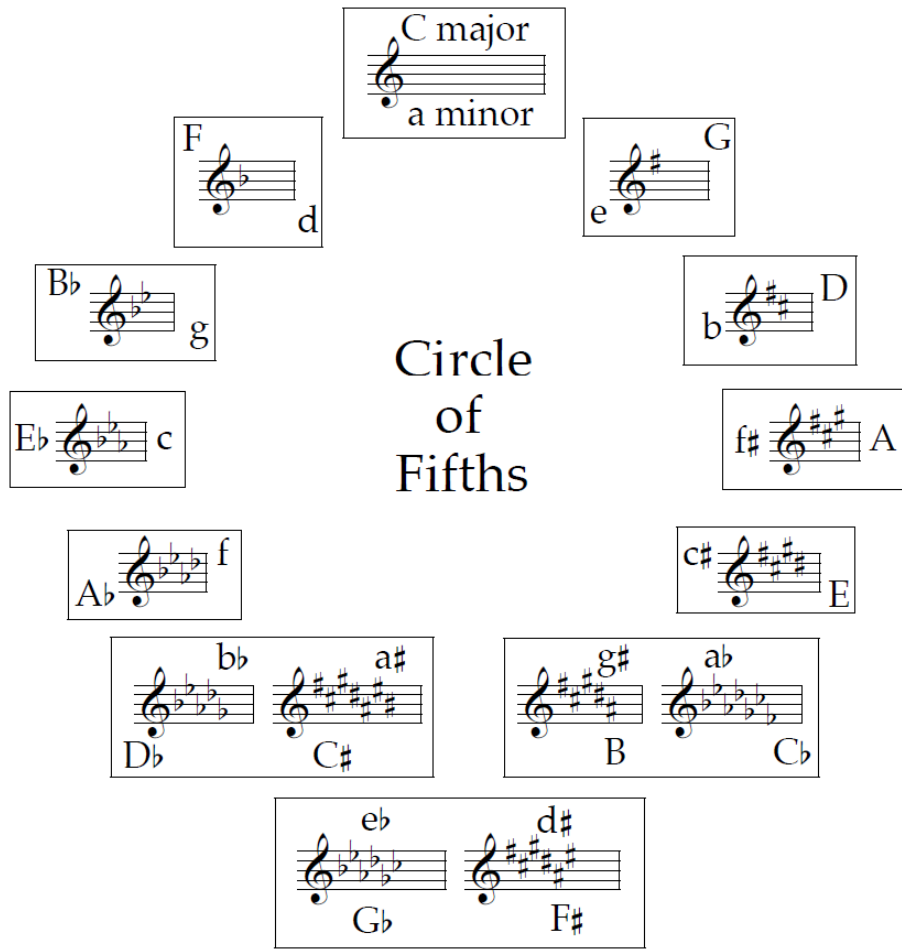 C major
a minor
F
d
G
e
B♭
g
D
b
Circle
of
Fifths
E♭
c
f♯
A
A♭
f
c♯
E
b♭
a♯
D♭
C♯
g♯
a♭
B
C♭
e♭
d♯
G♭
F♯